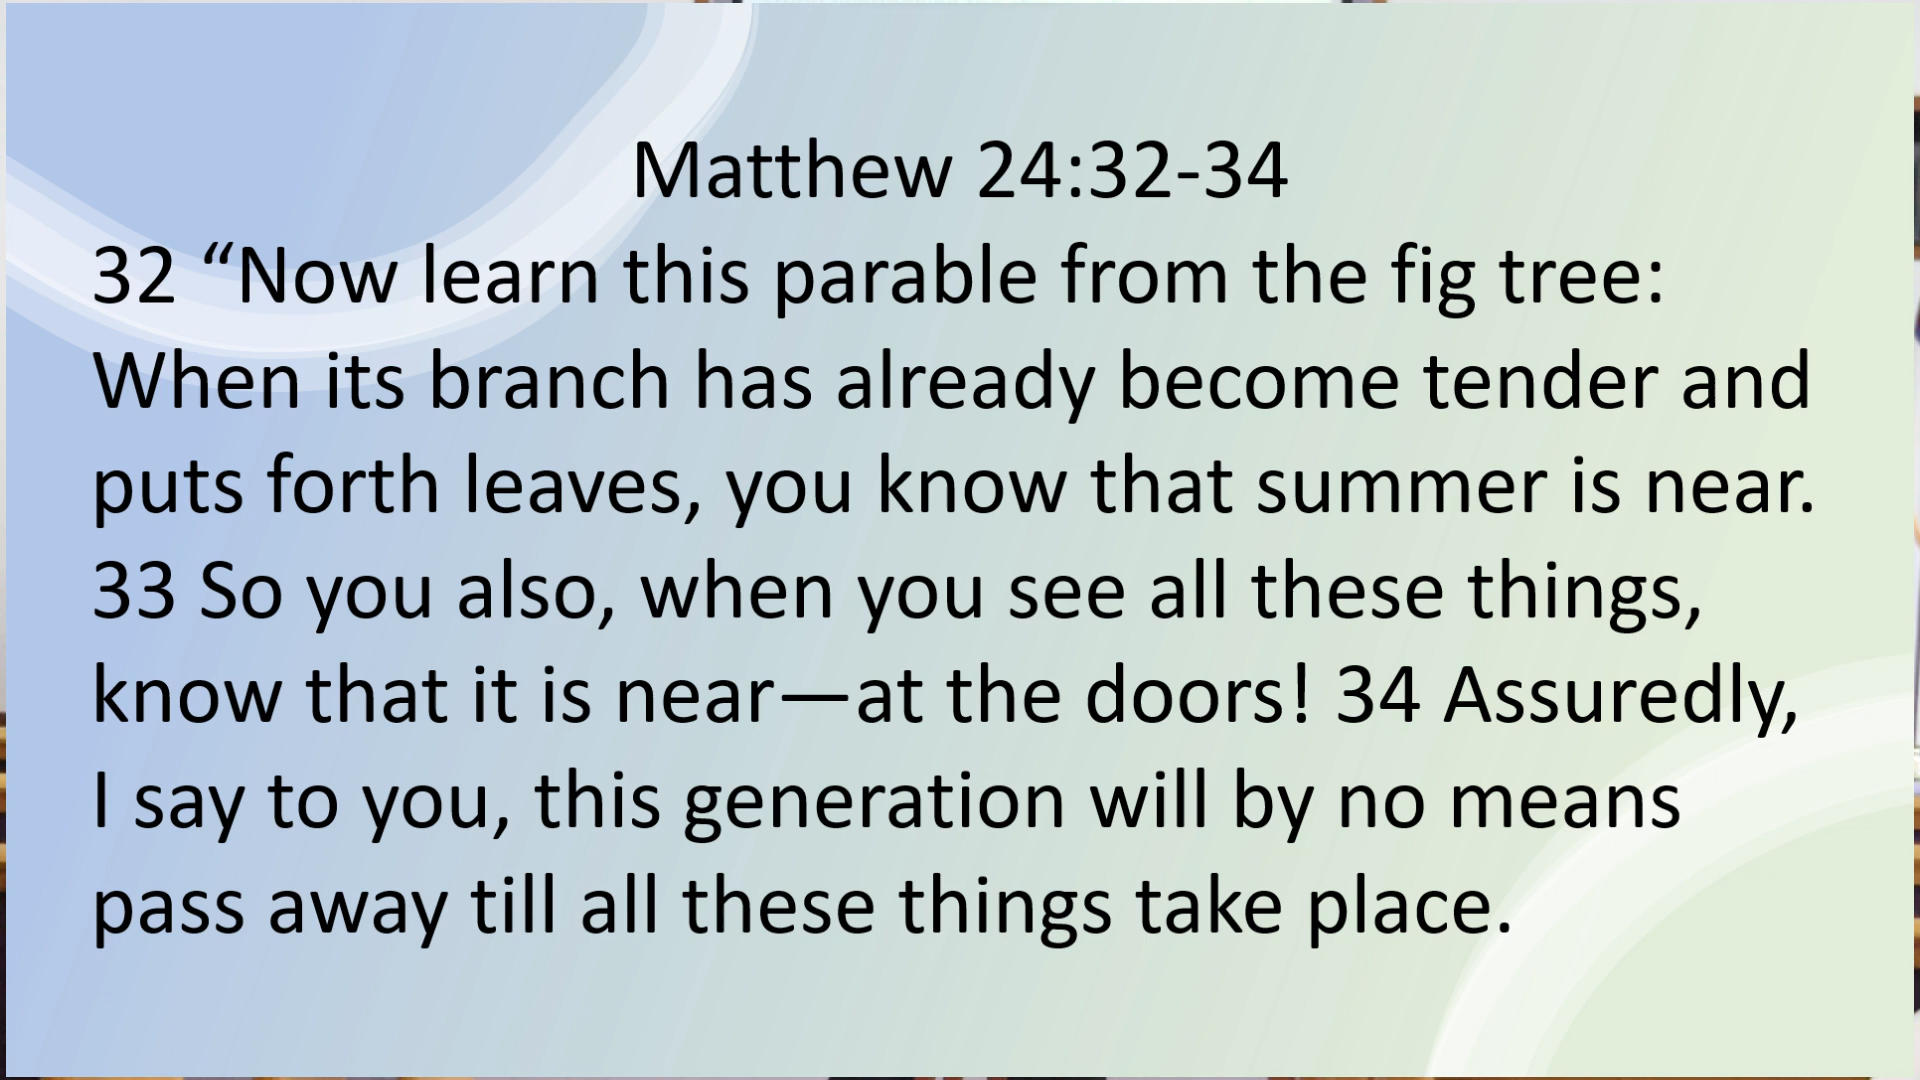 Matthew 24:32-34
32 “Now learn this parable from the fig tree:
When its branch has already become tender and
puts forth leaves, you know that summer is near.
33 So you also, when you see all these things,
know that it is near—at the doors! 34 Assuredly,
I say to you, this generation will by no means
pass away till all these things take place.